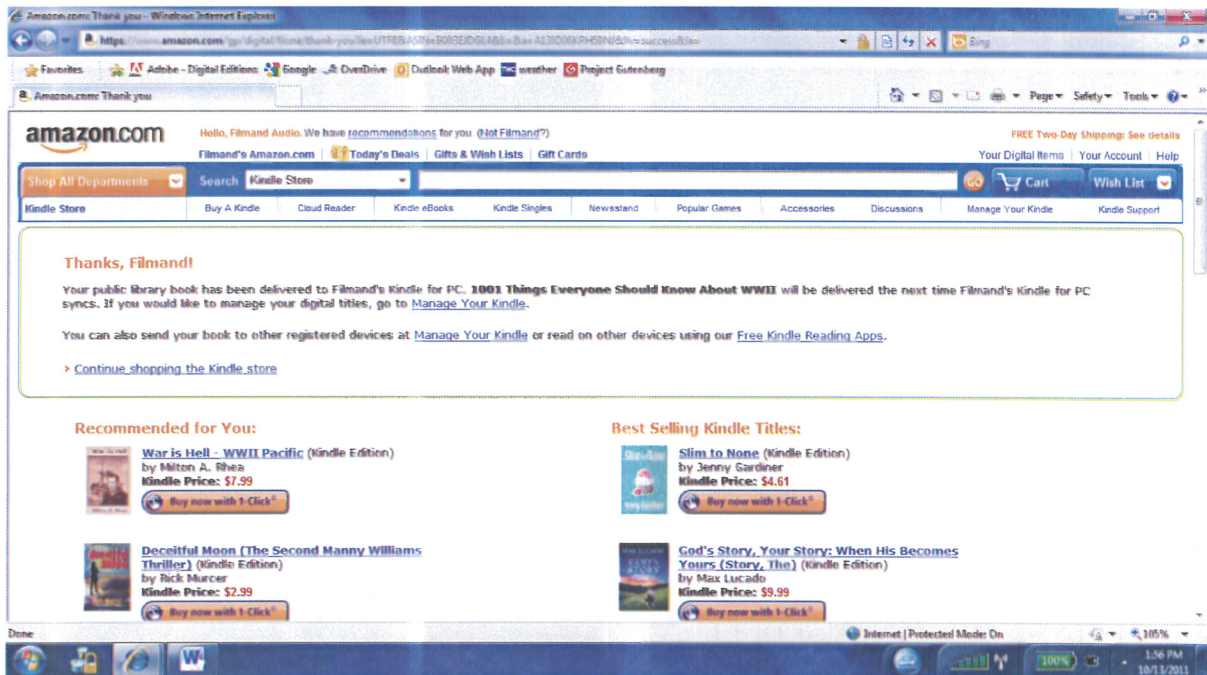 Amazon.com: Thank you - Windows Internet Explorer
amazon.com
Bing
Favorites Adobe - Digital Editions Google OverDrive Outlook Web App weather Project Gutenberg
Amazon.com: Thank you
Page Safety Tools
amazon.com
Hello, Filmand Audio. We have recommendations for you. (Not Filmand?)
FREE Two-Day Shipping: See details
Filmand's Amazon.com | Today's Deals | Gifts & Wish Lists | Gift Cards
Your Digital Items | Your Account | Help
Shop All Departments Search Kindle Store GO Cart Wish List
Kindle Store Buy A Kindle Cloud Reader Kindle eBooks Kindle Singles Newsstand Popular Games Accessories Discussions Manage Your Kindle Kindle Support
Thanks, Filmand!
Your public library book has been delivered to Filmand's Kindle for PC. 1001 Things Everyone Should Know About WWII will be delivered the next time Filmand's Kindle for PC
syncs. If you would like to manage your digital titles, go to Manage Your Kindle.
You can also send your book to other registered devices at Manage Your Kindle or read on other devices using our Free Kindle Reading Apps.
› Continue shopping the Kindle store
Recommended for You:
War is Hell - WWII Pacific (Kindle Edition)
by Milton A. Rhea
Kindle Price: $7.99
Buy now with 1-Click®
Deceitful Moon (The Second Manny Williams
Thriller) (Kindle Edition)
by Rick Murcer
Kindle Price: $2.99
Buy now with 1-Click®
Best Selling Kindle Titles:
Slim to None (Kindle Edition)
by Jenny Gardiner
Kindle Price: $4.61
Buy now with 1-Click®
God's Story, Your Story: When His Becomes
Yours (Story, The) (Kindle Edition)
by Max Lucado
Kindle Price: $9.99
Buy now with 1-Click®
Done Internet | Protected Mode: On 105%
100% 1:56 PM
10/13/2011